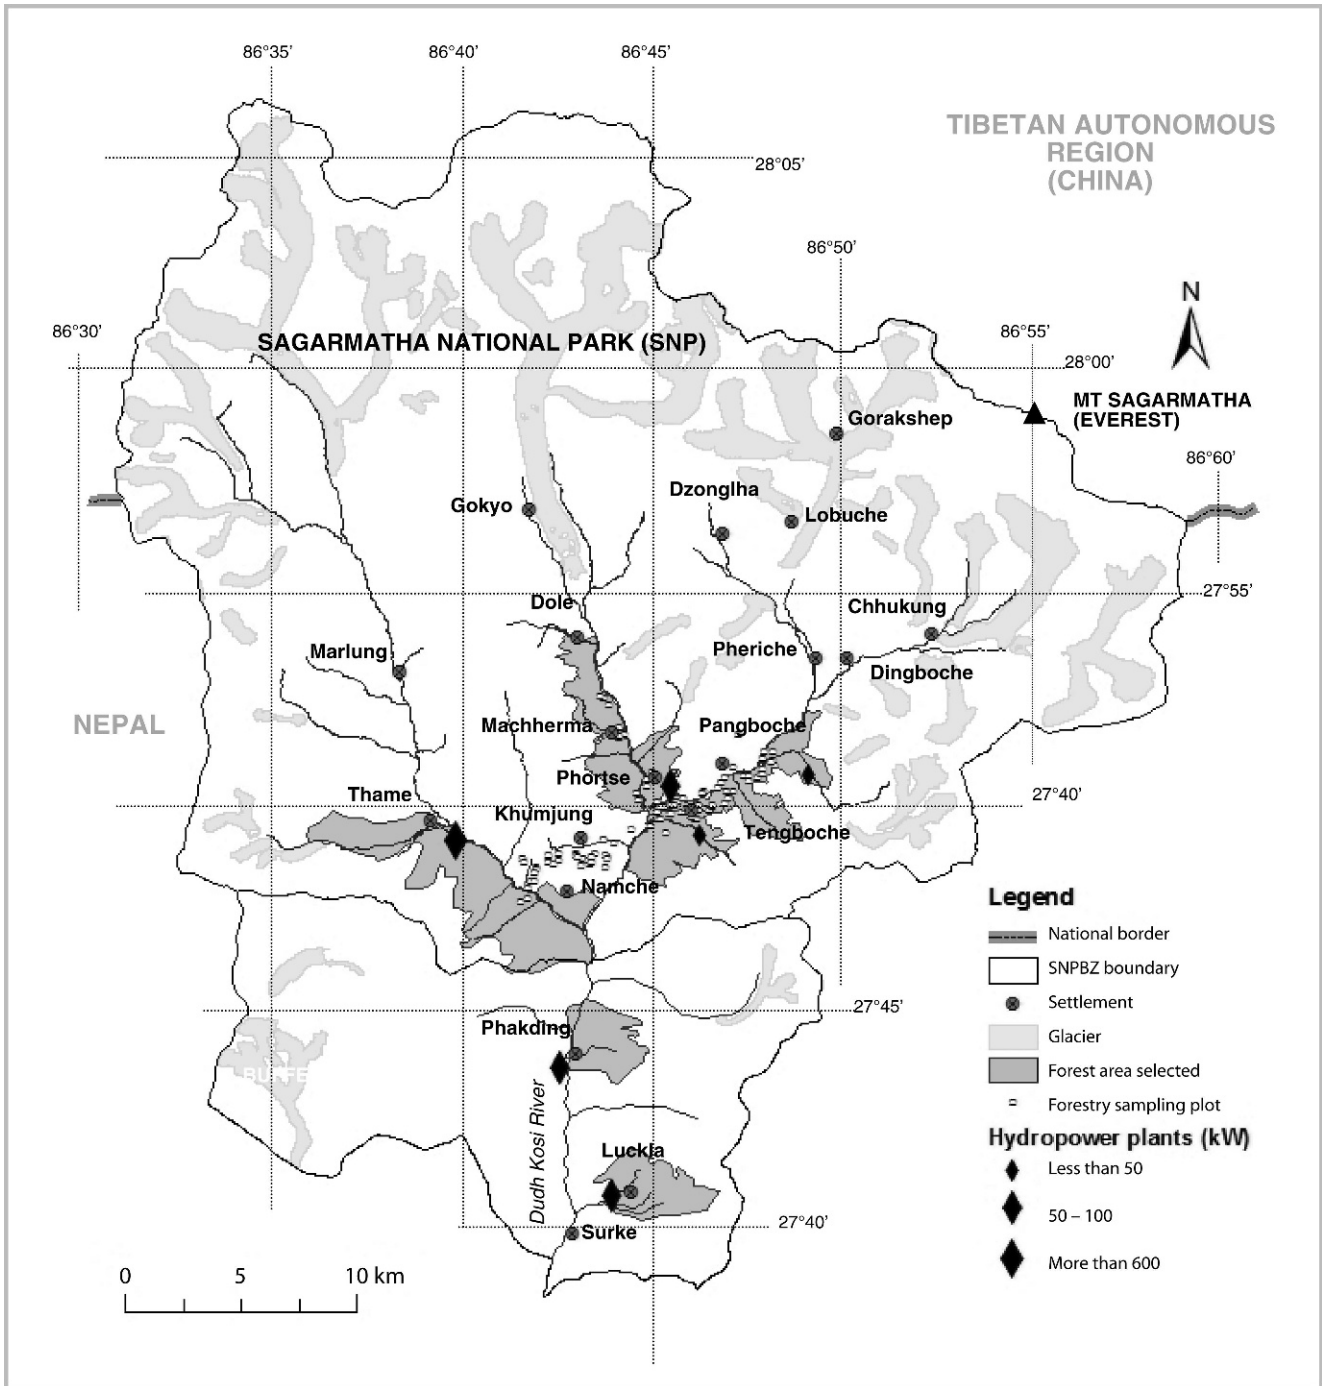 86°35'
86°40'
86°45'
TIBETAN AUTONOMOUS
REGION
(CHINA)
28°05'
86°50'
N
86°30'
86°55'
SAGARMATHA NATIONAL PARK (SNP)
28°00'
MT SAGARMATHA
(EVEREST)
Gorakshep
86°60'
Dzonglha
Gokyo
Lobuche
27°55'
Dole
Chhukung
Marlung
Pheriche
Dingboche
NEPAL
Machherma
Pangboche
Phortse
Thame
27°40'
Khumjung
Tengboche
Namche
Legend
National border
SNPBZ boundary
Settlement
27°45'
Phakding
Glacier
BUFFE
Forest area selected
Dudh Kosi River
Forestry sampling plot
Hydropower plants (kW)
Luckla
Less than 50
50 – 100
27°40'
Surke
More than 600
0 5 10 km